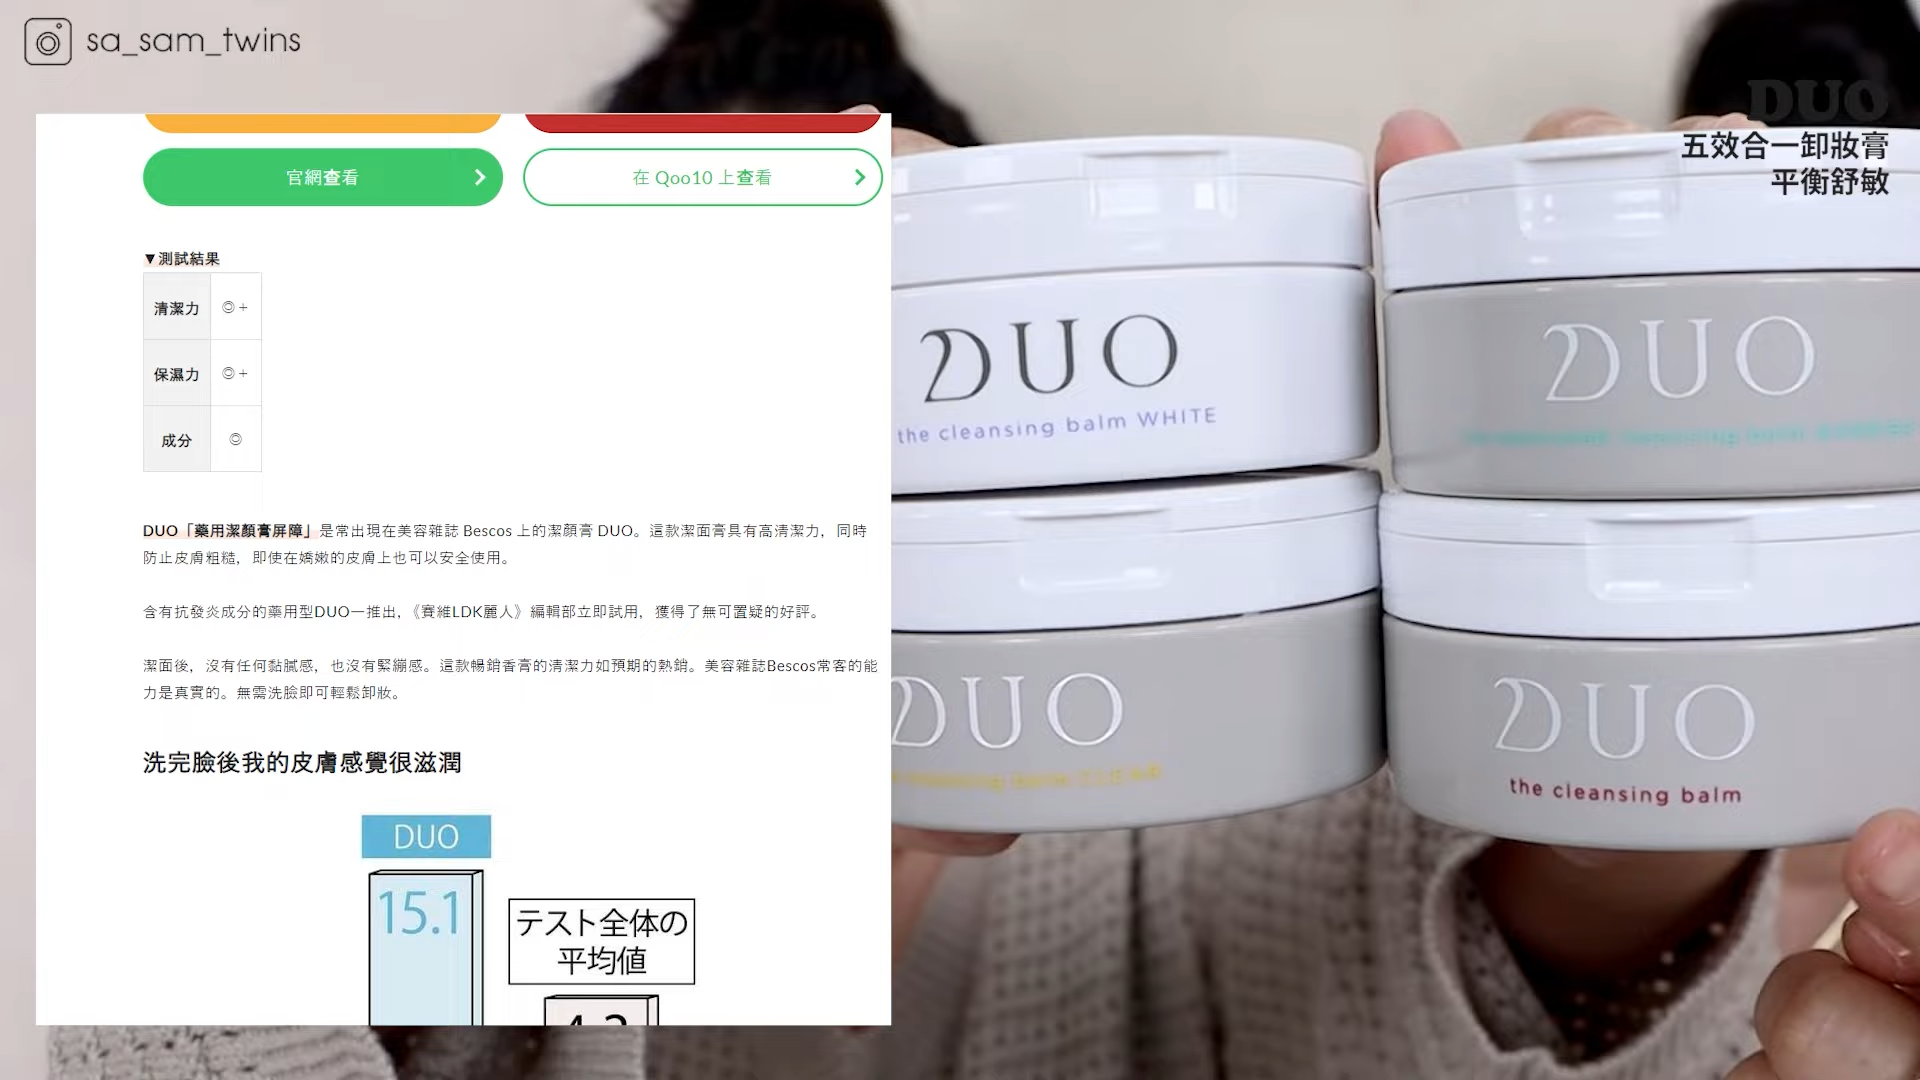 sa_sam_twins
DUO
五效合一卸妝膏
平衡舒敏
官網查看
在 Qoo10 上查看
▼測試結果
清潔力 ◎+
保濕力 ◎+
成分 ◎
DUO「藥用潔顏膏屏障」是常出現在美容雜誌 Bescos 上的潔顏膏 DUO。這款潔面膏具有高清潔力，同時
防止皮膚粗糙，即使在嬌嫩的皮膚上也可以安全使用。
含有抗發炎成分的藥用型DUO一推出，《賽維LDK麗人》編輯部立即試用，獲得了無可置疑的好評。
潔面後，沒有任何黏膩感，也沒有緊繃感。這款暢銷香膏的清潔力如預期的熱銷。美容雜誌Bescos常客的能
力是真實的。無需洗臉即可輕鬆卸妝。
洗完臉後我的皮膚感覺很滋潤
DUO
15.1
テスト全体の
平均値
DUO
the cleansing balm WHITE
DUO
DUO
DUO
the cleansing balm